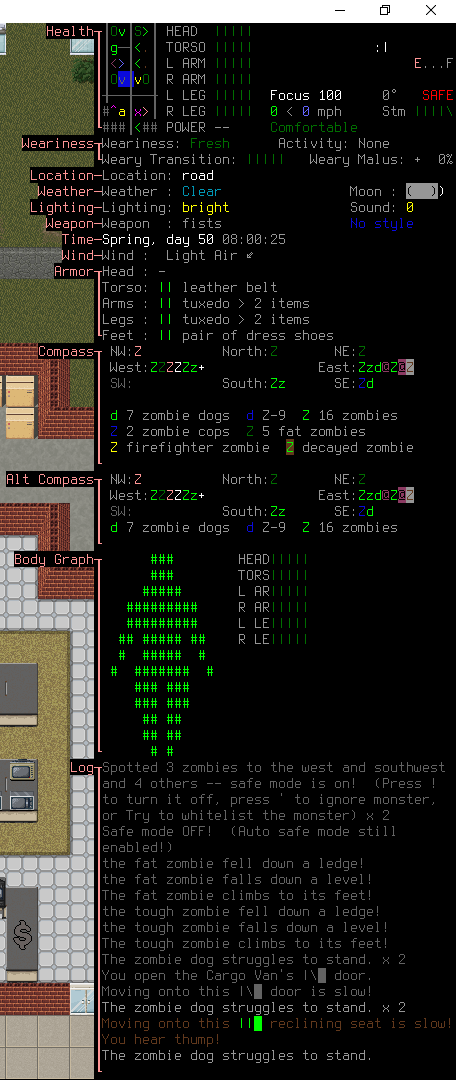 Health
Ov S> HEAD |||||
g— <. TORSO ||||| :|
<> <. L ARM ||||| E...F
Ov vO R ARM |||||
L LEG ||||| Focus 100 0° SAFE
#^a x> R LEG ||||| 0 < 0 mph Stm ||||\
### <## POWER -- Comfortable
Weariness Weariness: Fresh Activity: None
Weary Transition: ||||| Weary Malus: + 0%
Location Location: road
Weather Weather : Clear Moon : (   )
Lighting Lighting: bright Sound: 0
Weapon Weapon : fists No style
Time Spring, day 50 08:00:25
Wind Wind : Light Air
Armor Head : -
Torso: || leather belt
Arms : || tuxedo > 2 items
Legs : || tuxedo > 2 items
Feet : || pair of dress shoes
Compass NW:Z North:Z NE:Z
West:ZZZZZz+ East:Zzd@Z@Z
SW: South:Zz SE:Zd
d 7 zombie dogs d Z-9 Z 16 zombies
Z 2 zombie cops Z 5 fat zombies
Z firefighter zombie Z decayed zombie
Alt Compass NW:Z North:Z NE:Z
West:ZZZZZz+ East:Zzd@Z@Z
SW: South:Zz SE:Zd
d 7 zombie dogs d Z-9 Z 16 zombies
Body Graph ### HEAD|||||
### TORS|||||
##### L AR|||||
######### R AR|||||
######### L LE|||||
## ##### ## R LE|||||
# ##### #
# ####### #
### ###
### ###
## ##
## ##
# #
Log Spotted 3 zombies to the west and southwest
and 4 others -- safe mode is on! (Press !
to turn it off, press ' to ignore monster,
or Try to whitelist the monster) x 2
Safe mode OFF! (Auto safe mode still
enabled!)
the fat zombie fell down a ledge!
the fat zombie falls down a level!
The fat zombie climbs to its feet!
the tough zombie fell down a ledge!
the tough zombie falls down a level!
The tough zombie climbs to its feet!
The zombie dog struggles to stand. x 2
You open the Cargo Van's |\ door.
Moving onto this |\ door is slow!
The zombie dog struggles to stand. x 2
Moving onto this || reclining seat is slow!
You hear thump!
The zombie dog struggles to stand.
$